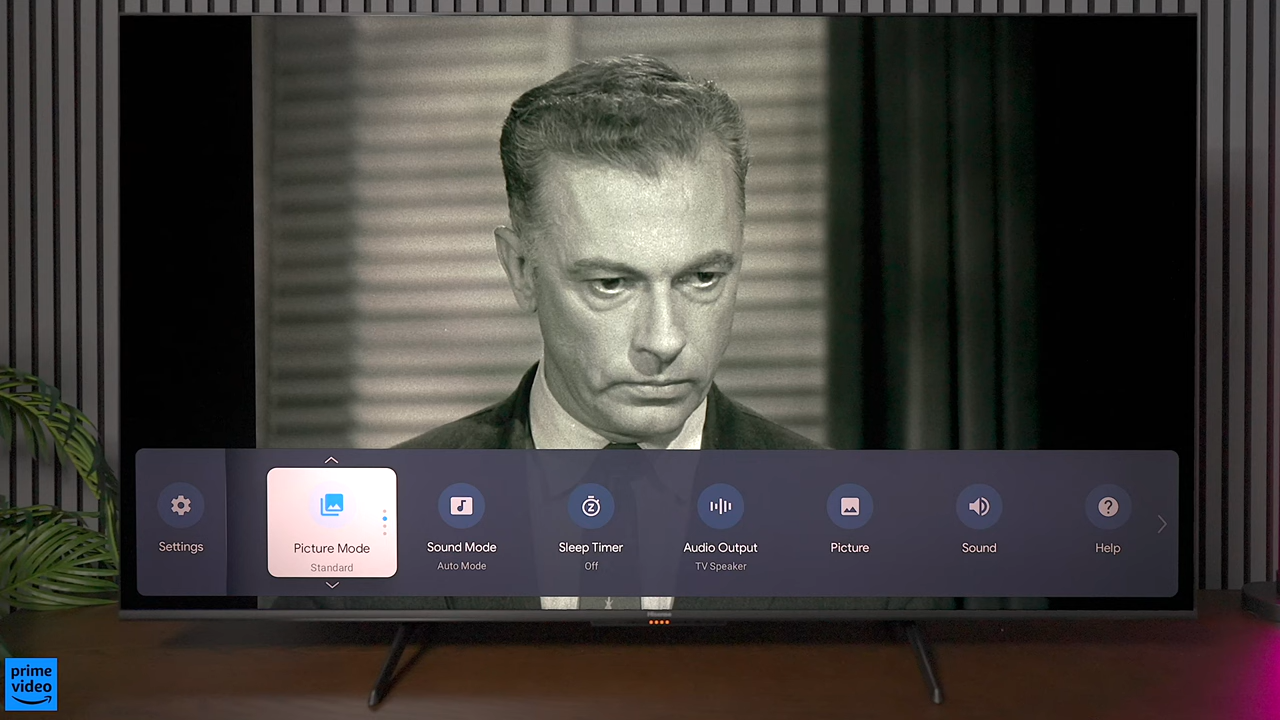 Settings
Picture Mode
Standard
Sound Mode
Auto Mode
Sleep Timer
Off
Audio Output
TV Speaker
Picture
Sound
Help
Hisense
prime
video